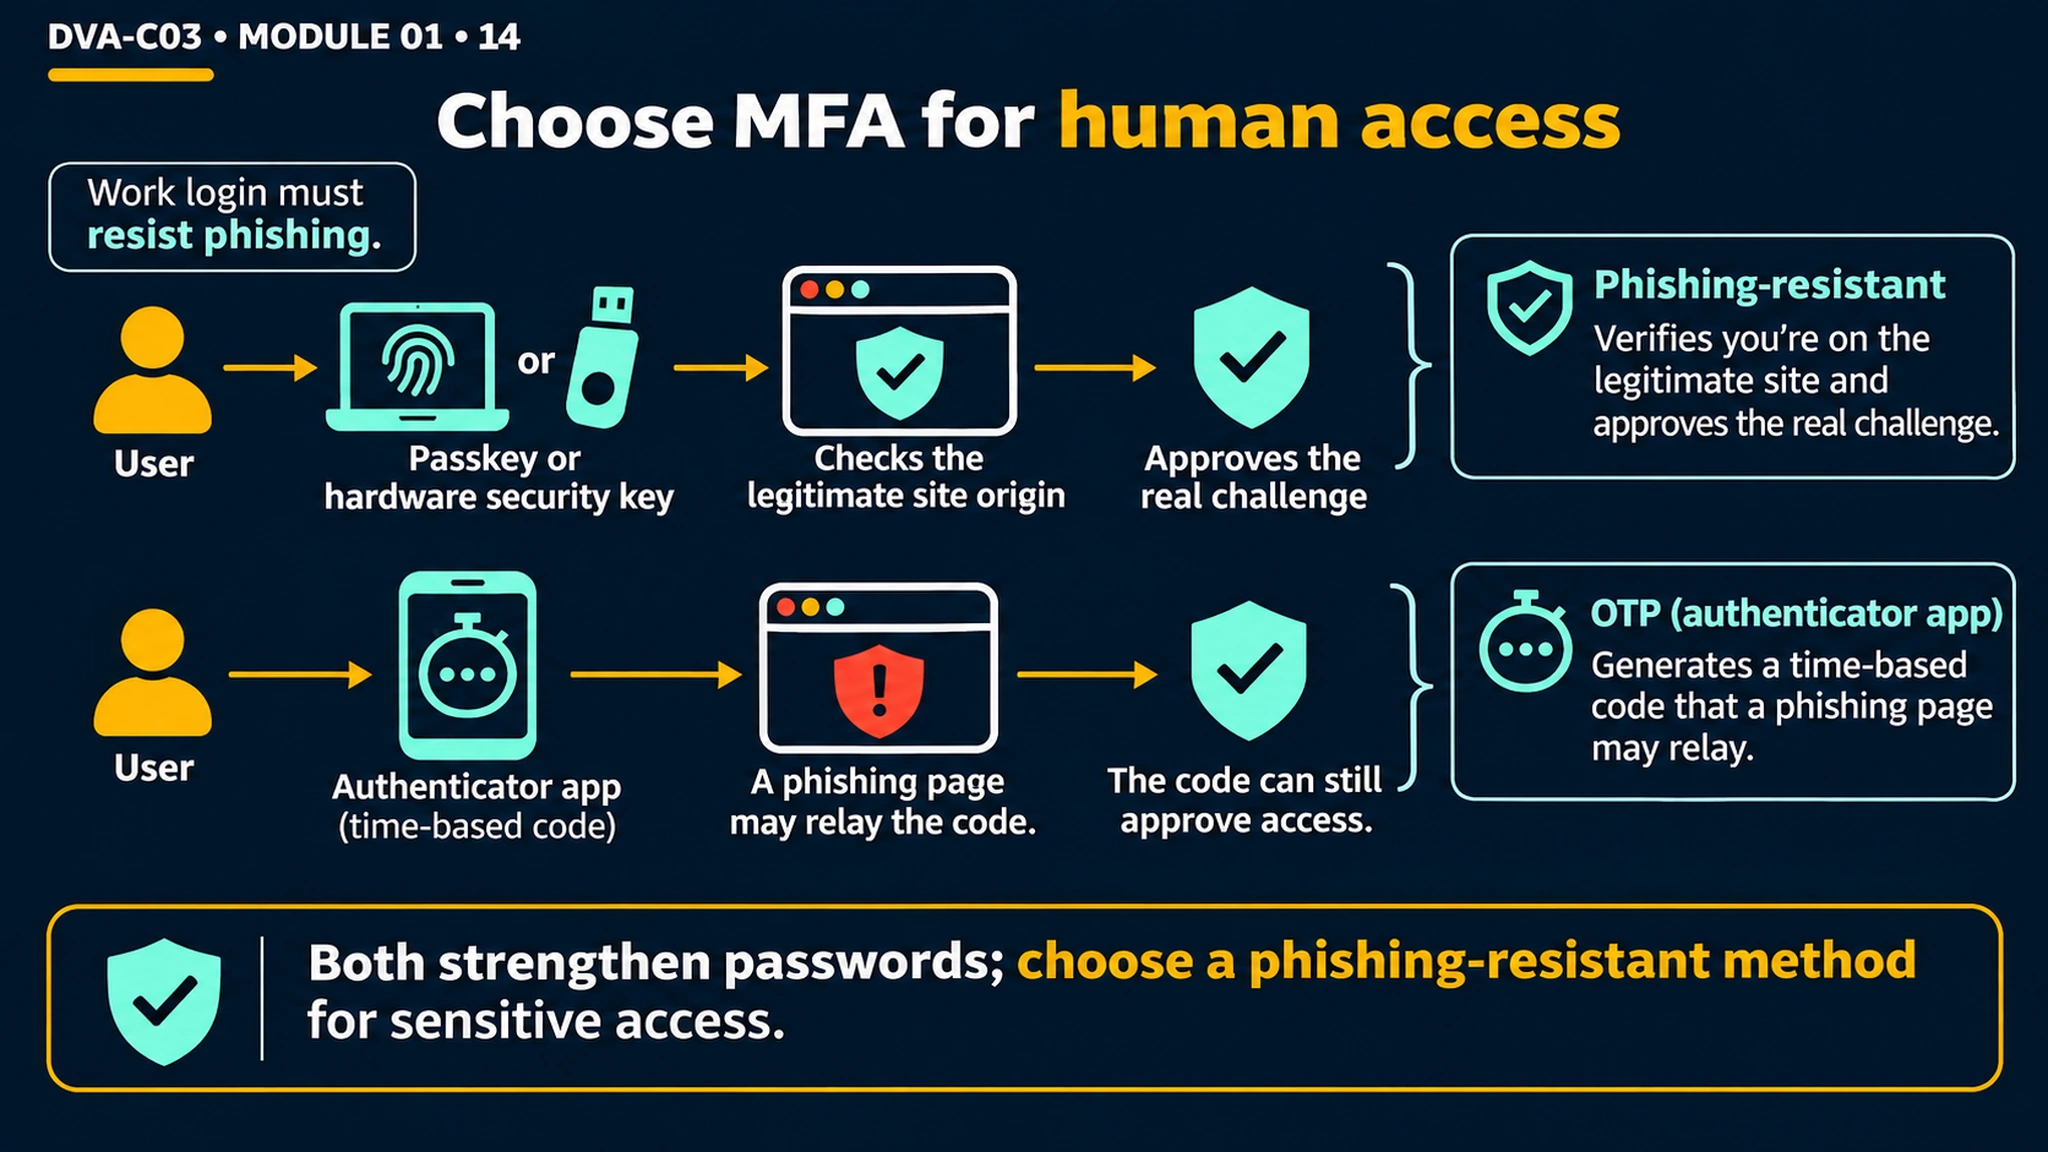 DVA-C03 • MODULE 01 • 14
Choose MFA for human access
Work login must
resist phishing.
User
or
Passkey or
hardware security key
Checks the
legitimate site origin
Approves the
real challenge
Phishing-resistant
Verifies you’re on the
legitimate site and
approves the real challenge.
User
Authenticator app
(time-based code)
A phishing page
may relay the code.
The code can still
approve access.
OTP (authenticator app)
Generates a time-based
code that a phishing page
may relay.
Both strengthen passwords; choose a phishing-resistant method
for sensitive access.